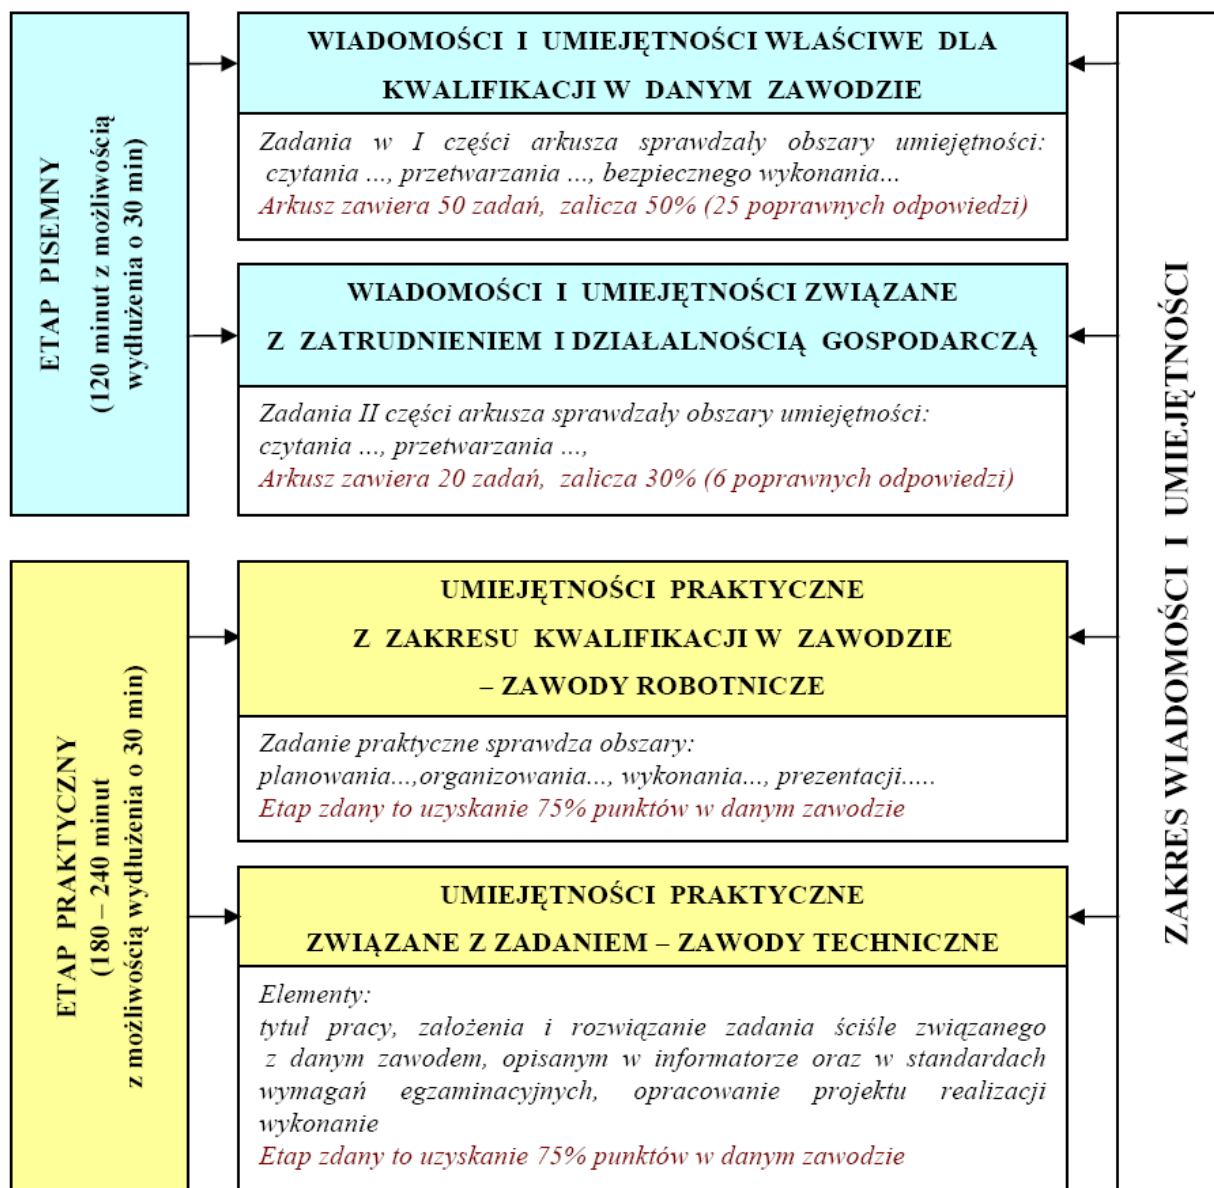 ETAP PISEMNY
(120 minut z możliwością
wydłużenia o 30 min)
WIADOMOŚCI I UMIEJĘTNOŚCI WŁAŚCIWE DLA
KWALIFIKACJI W DANYM ZAWODZIE
Zadania w I części arkusza sprawdzały obszary umiejętności:
czytania ..., przetwarzania ..., bezpiecznego wykonania...
Arkusz zawiera 50 zadań, zalicza 50% (25 poprawnych odpowiedzi)
WIADOMOŚCI I UMIEJĘTNOŚCI ZWIĄZANE
Z ZATRUDNIENIEM I DZIAŁALNOŚCIĄ GOSPODARCZĄ
Zadania II części arkusza sprawdzały obszary umiejętności:
czytania ..., przetwarzania ...,
Arkusz zawiera 20 zadań, zalicza 30% (6 poprawnych odpowiedzi)
ETAP PRAKTYCZNY
(180 – 240 minut
z możliwością wydłużenia o 30 min)
UMIEJĘTNOŚCI PRAKTYCZNE
Z ZAKRESU KWALIFIKACJI W ZAWODZIE
– ZAWODY ROBOTNICZE
Zadanie praktyczne sprawdza obszary:
planowania...,organizowania..., wykonania..., prezentacji.....
Etap zdany to uzyskanie 75% punktów w danym zawodzie
UMIEJĘTNOŚCI PRAKTYCZNE
ZWIĄZANE Z ZADANIEM – ZAWODY TECHNICZNE
Elementy:
tytuł pracy, założenia i rozwiązanie zadania ściśle związanego
z danym zawodem, opisanym w informatorze oraz w standardach
wymagań egzaminacyjnych, opracowanie projektu realizacji
wykonanie
Etap zdany to uzyskanie 75% punktów w danym zawodzie
ZAKRES WIADOMOŚCI I UMIEJĘTNOŚCI